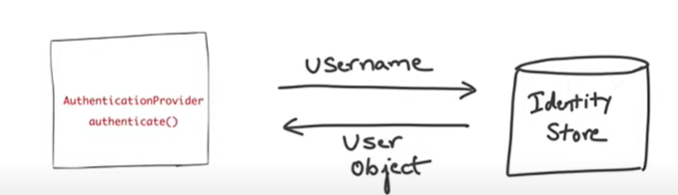 AuthenticationProvider
authenticate()
Username
User
Object
Identity
Store